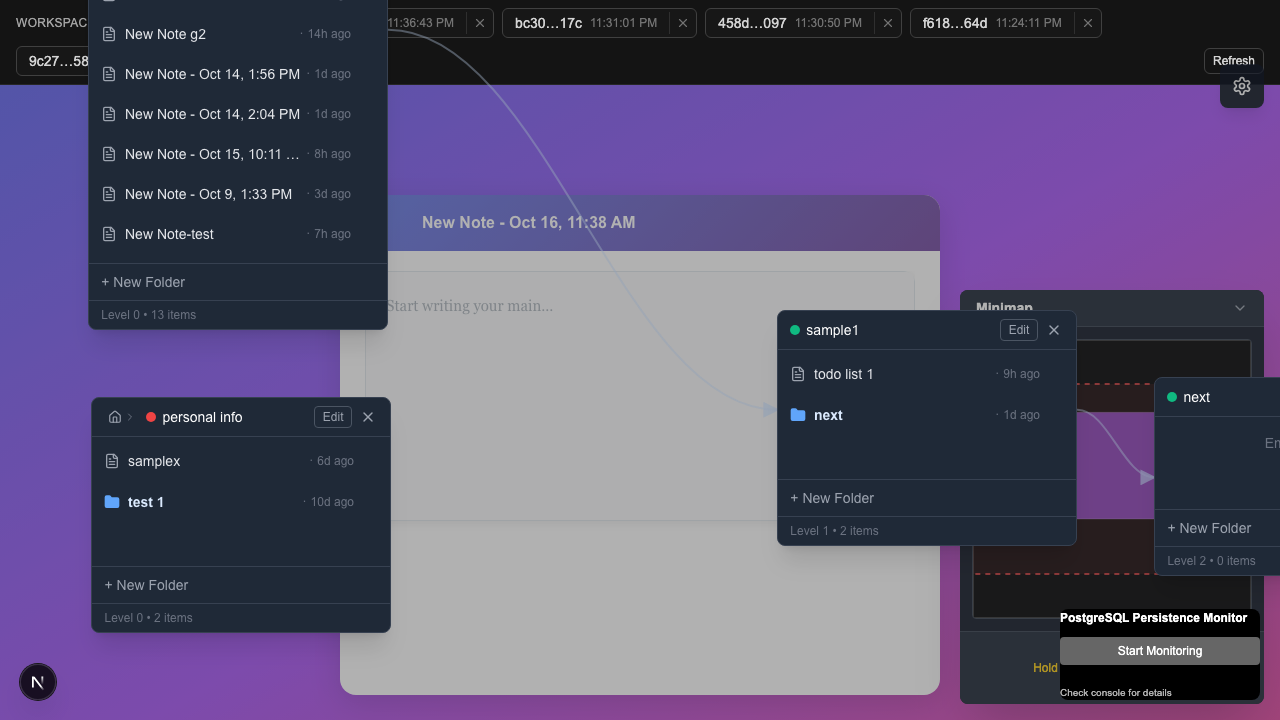 WORKSPAC
11:36:43 PM
bc30…17c 11:31:01 PM
458d…097 11:30:50 PM
f618…64d 11:24:11 PM
9c27…58
Refresh
New Note g2 · 14h ago
New Note - Oct 14, 1:56 PM · 1d ago
New Note - Oct 14, 2:04 PM · 1d ago
New Note - Oct 15, 10:11 … · 8h ago
New Note - Oct 9, 1:33 PM · 3d ago
New Note-test · 7h ago
+ New Folder
Level 0 • 13 items
New Note - Oct 16, 11:38 AM
Start writing your main...
Minimap
sample1 Edit
todo list 1 · 9h ago
next · 1d ago
+ New Folder
Level 1 • 2 items
next
+ New Folder
Level 2 • 0 items
personal info Edit
samplex · 6d ago
test 1 · 10d ago
+ New Folder
Level 0 • 2 items
Hold
PostgreSQL Persistence Monitor
Start Monitoring
Check console for details
N